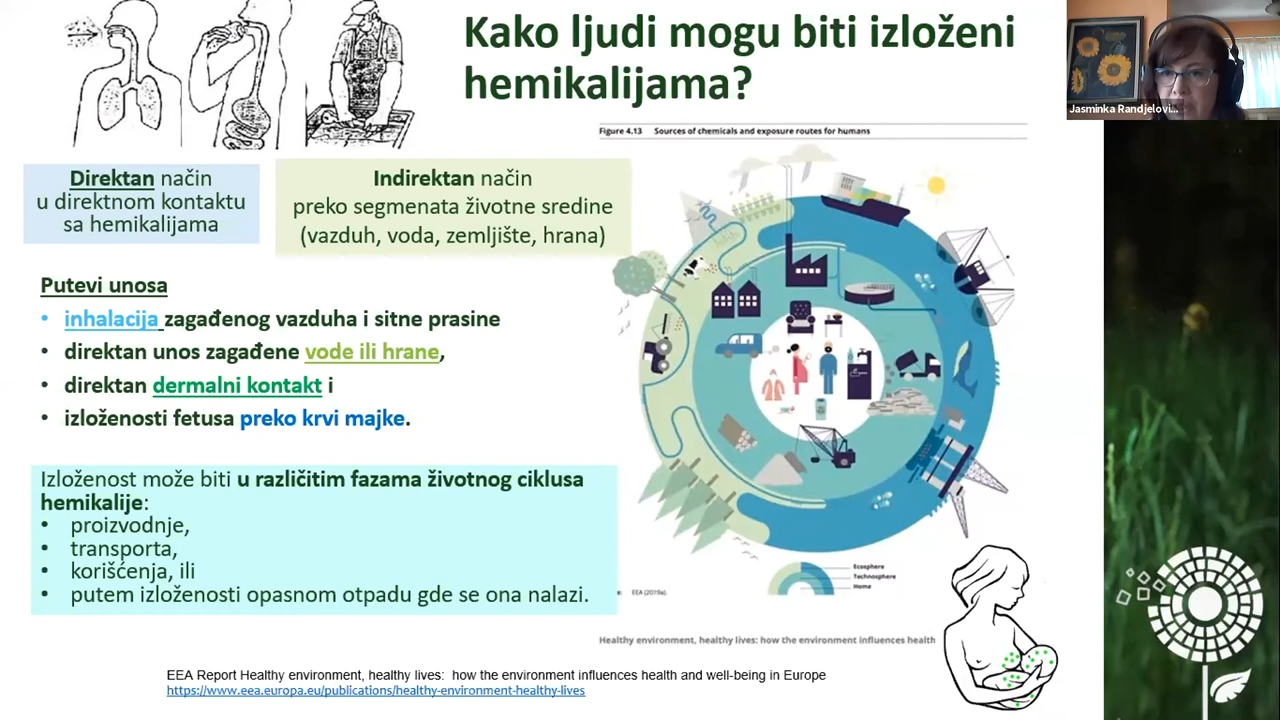 Kako ljudi mogu biti izloženi
hemikalijama?
Jasminka Randjelovi...
Figure 4.13 Sources of chemicals and exposure routes for humans
Direktan način
u direktnom kontaktu
sa hemikalijama
Indirektan način
preko segmenata životne sredine
(vazduh, voda, zemljište, hrana)
Putevi unosa
• inhalacija zagađenog vazduha i sitne prasine
• direktan unos zagađene vode ili hrane,
• direktan dermalni kontakt i
• izloženosti fetusa preko krvi majke.
Izloženost može biti u različitim fazama životnog ciklusa
hemikalije:
• proizvodnje,
• transporta,
• korišćenja, ili
• putem izloženosti opasnom otpadu gde se ona nalazi.
Ecosphere
Technosphere
Home
EEA (2019a).
Healthy environment, healthy lives: how the environment influences health
EEA Report Healthy environment, healthy lives: how the environment influences health and well-being in Europe
https://www.eea.europa.eu/publications/healthy-environment-healthy-lives